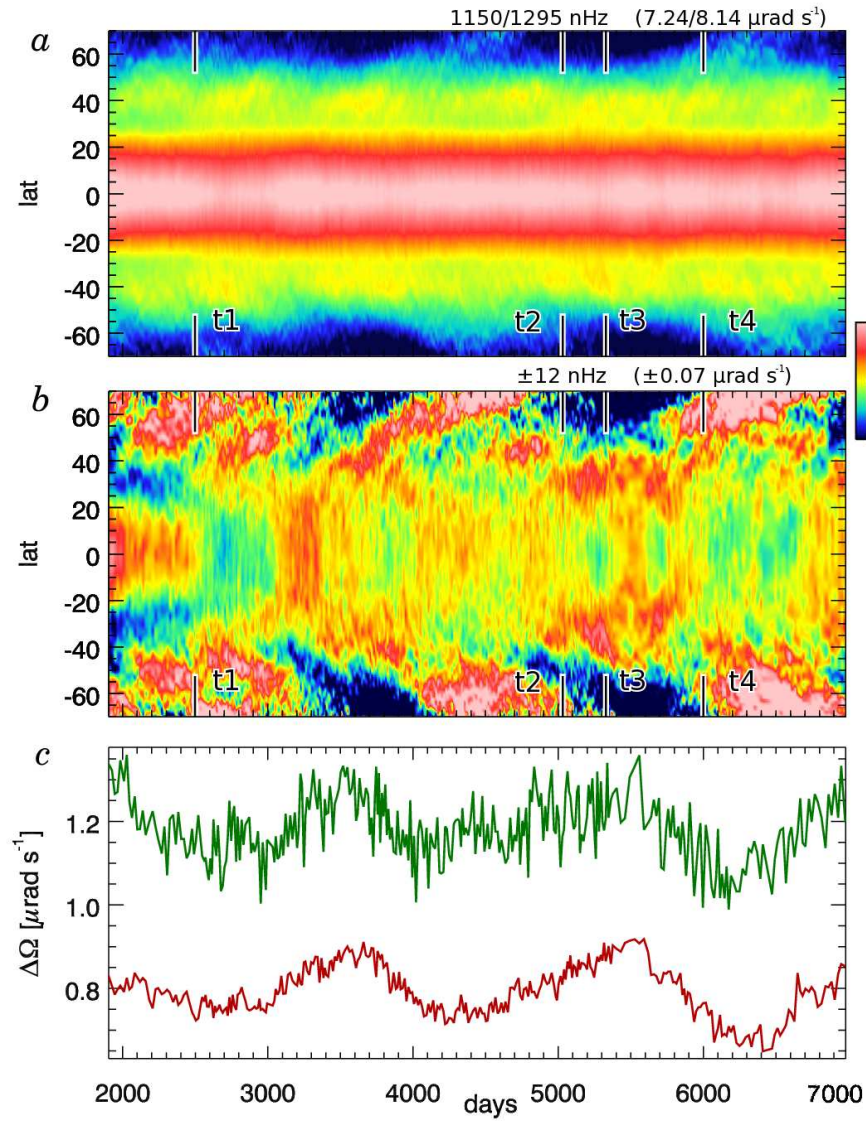 1150/1295 nHz (7.24/8.14 μrad s⁻¹)
a
60
40
20
0
-20
-40
-60
lat
t1 t2 t3 t4
±12 nHz (±0.07 μrad s⁻¹)
b
60
40
20
0
-20
-40
-60
lat
t1 t2 t3 t4
c
1.2
1.0
0.8
ΔΩ [μrad s⁻¹]
2000 3000 4000 5000 6000 7000
days